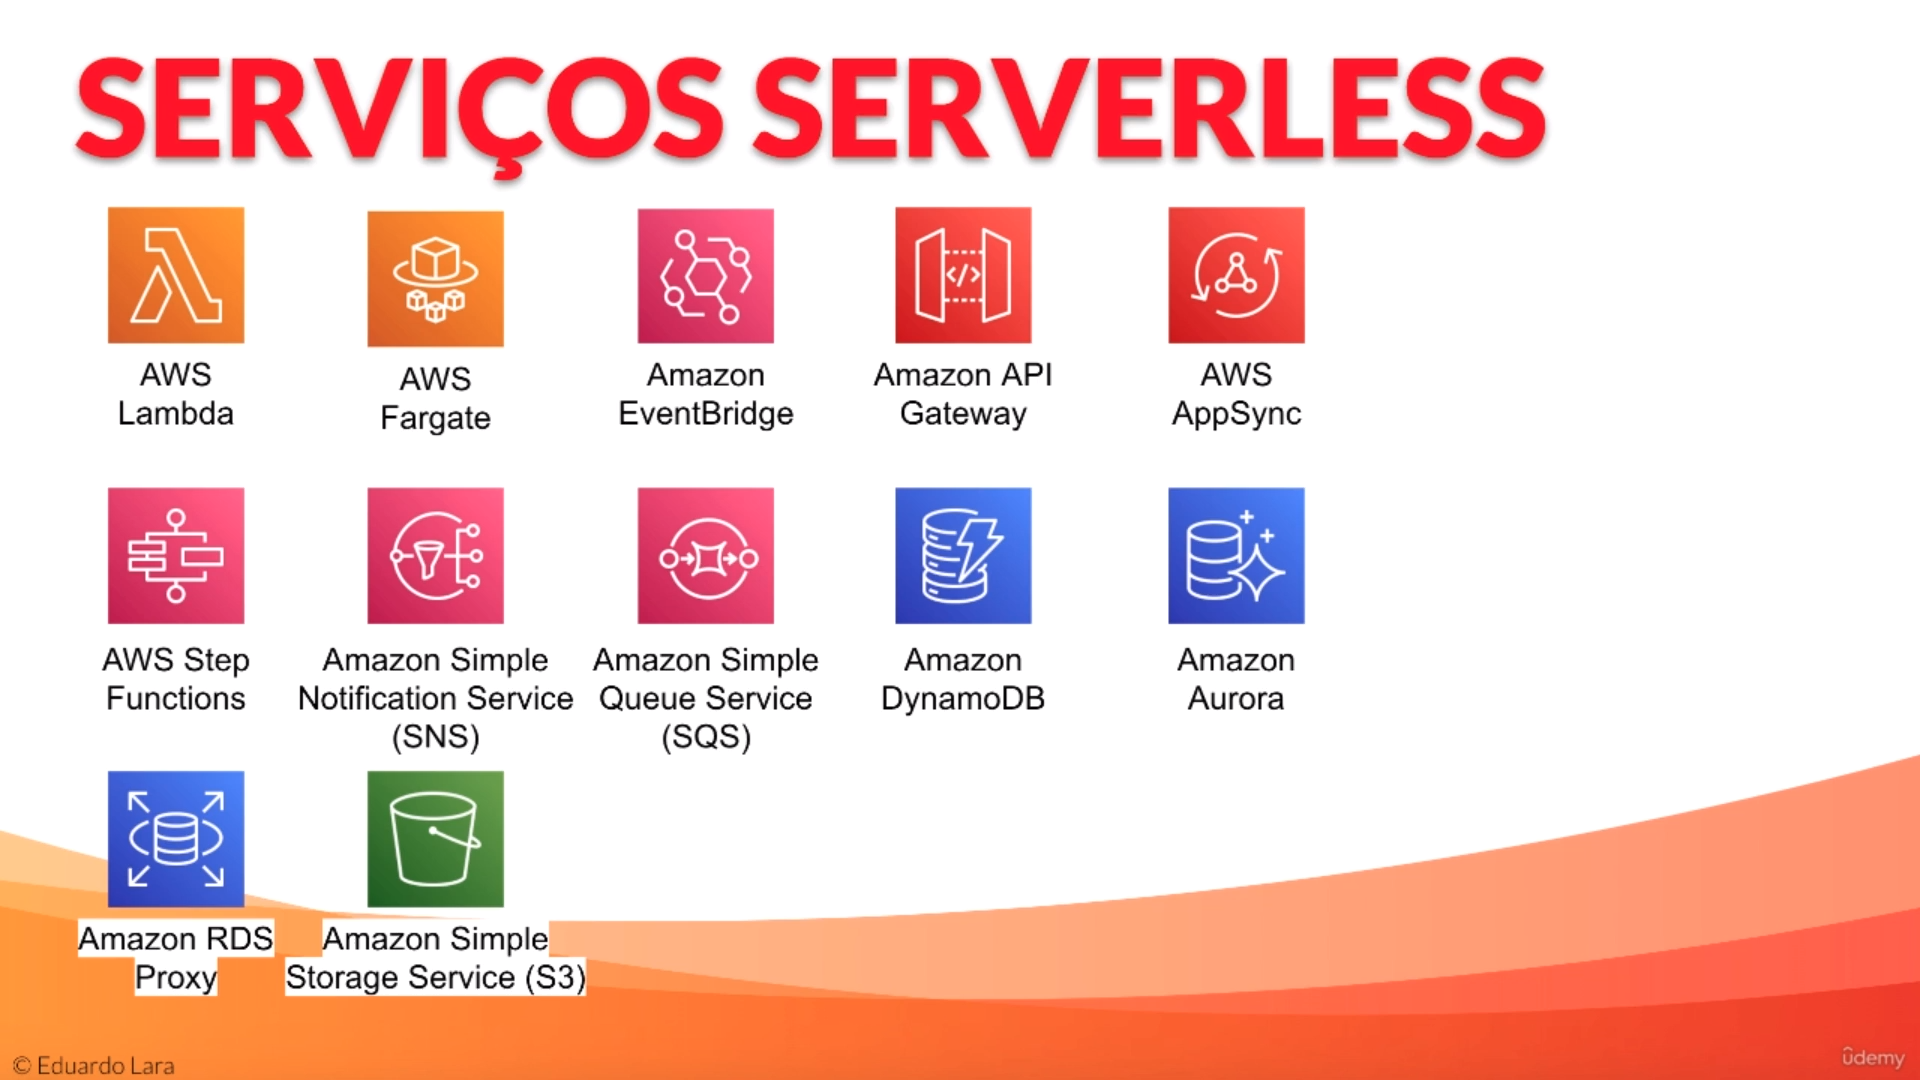 SERVIÇOS SERVERLESS
</>
AWS
Lambda
AWS
Fargate
Amazon
EventBridge
Amazon API
Gateway
AWS
AppSync
AWS Step
Functions
Amazon Simple
Notification Service
(SNS)
Amazon Simple
Queue Service
(SQS)
Amazon
DynamoDB
Amazon
Aurora
Amazon RDS
Proxy
Amazon Simple
Storage Service (S3)
© Eduardo Lara
ûdemy